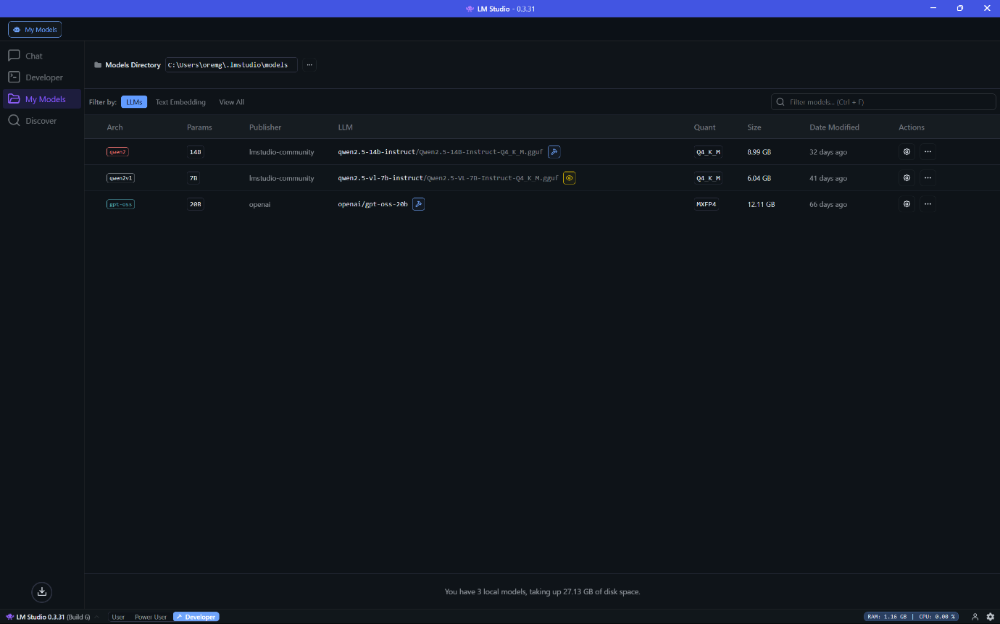 LM Studio - 0.3.31
My Models
Chat
Developer
My Models
Discover
Models Directory C:\Users\oremg\.lmstudio\models ...
Filter by: LLMs Text Embedding View All Filter models... (Ctrl + F)
Arch Params Publisher LLM Quant Size Date Modified Actions
qwen2 14B lmstudio-community qwen2.5-14b-instruct/Qwen2.5-14B-Instruct-Q4_K_M.gguf Q4_K_M 8.99 GB 32 days ago
qwen2vl 7B lmstudio-community qwen2.5-vl-7b-instruct/Qwen2.5-VL-7B-Instruct-Q4_K_M.gguf Q4_K_M 6.04 GB 41 days ago
gpt-oss 20B openai openai/gpt-oss-20b MXFP4 12.11 GB 66 days ago
You have 3 local models, taking up 27.13 GB of disk space.
LM Studio 0.3.31 (Build 6) User Power User Developer RAM: 1.16 GB | CPU: 0.00 %